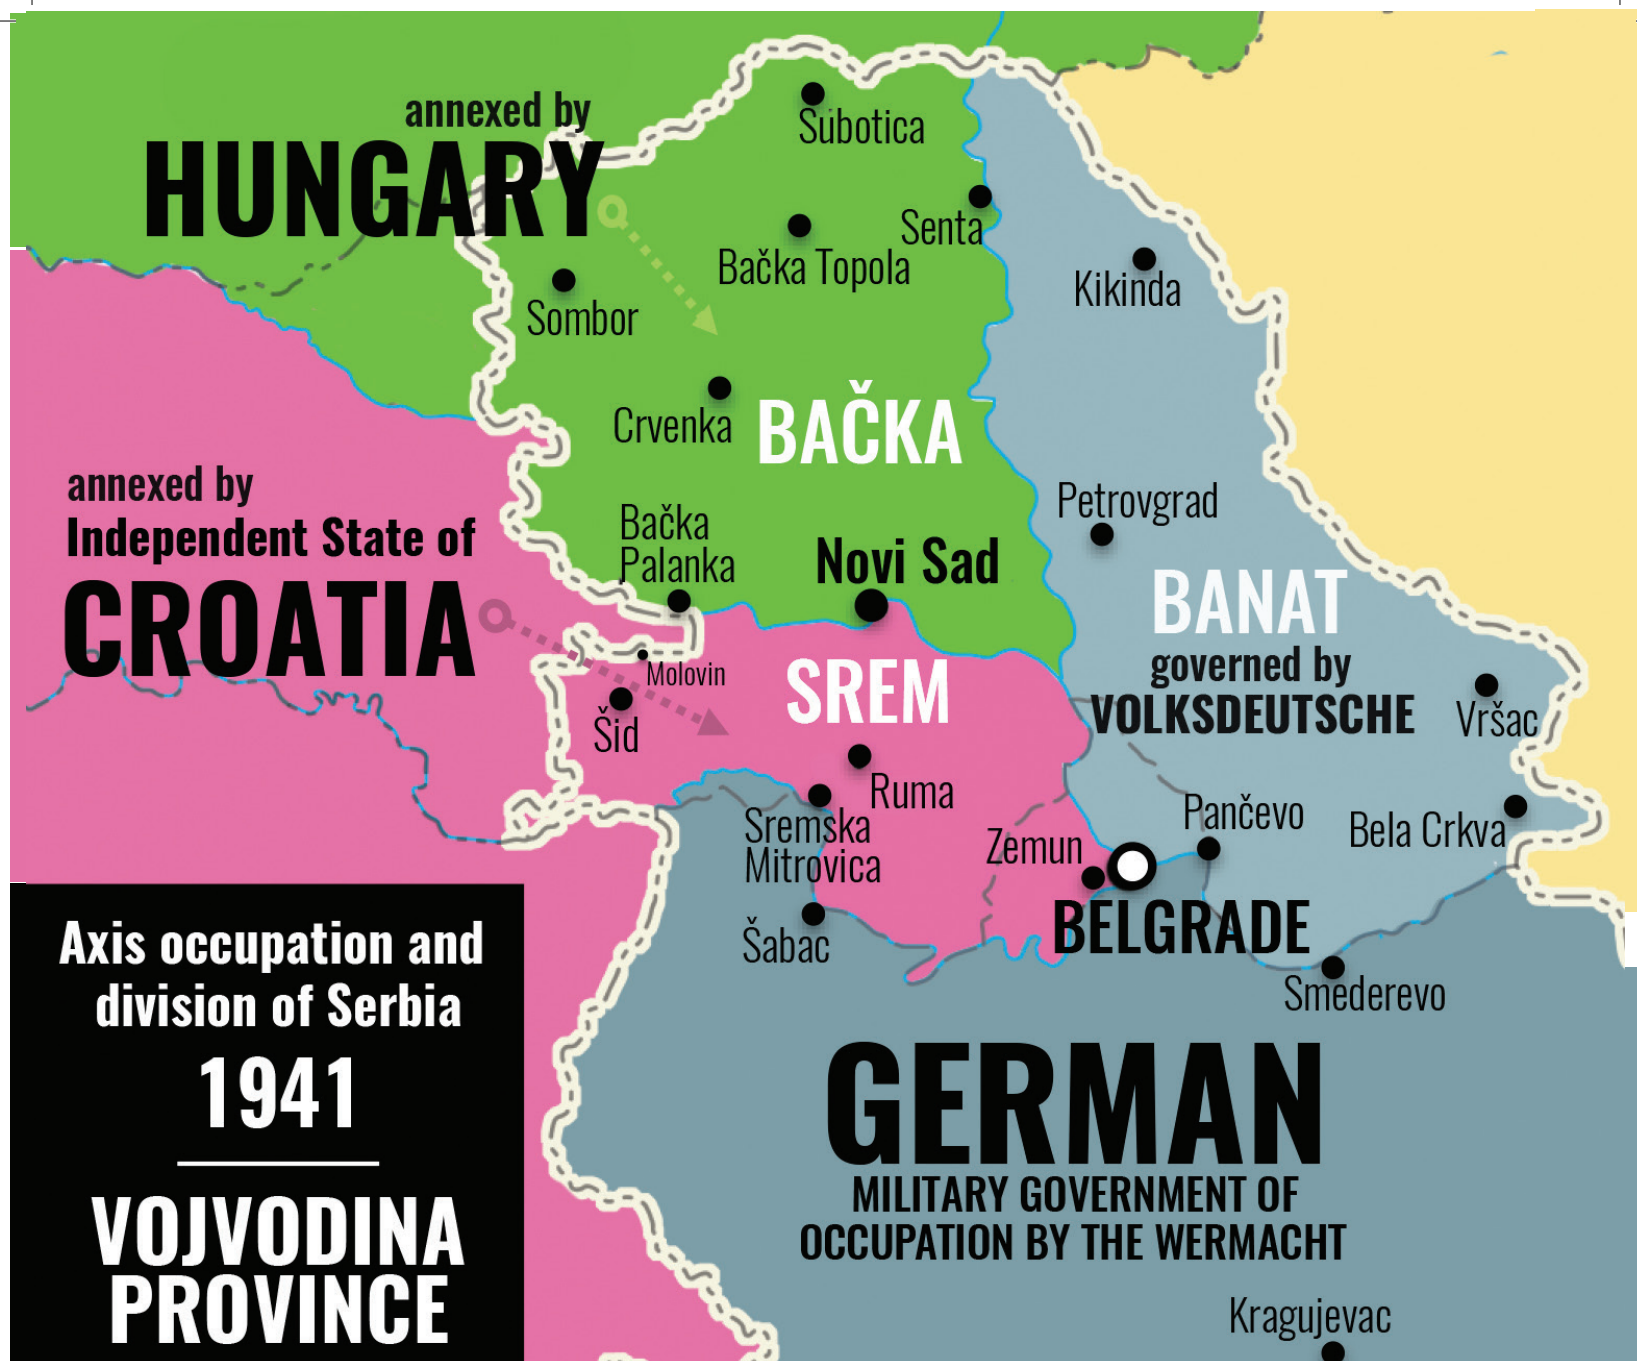 annexed by
HUNGARY
Subotica
Senta
Bačka Topola
Sombor
Kikinda
Crvenka
BAČKA
annexed by
Independent State of
CROATIA
Bačka
Palanka
Novi Sad
Petrovgrad
BANAT
governed by
VOLKSDEUTSCHE
Vršac
Molovin
SREM
Šid
Ruma
Sremska
Mitrovica
Zemun
Pančevo
Bela Crkva
BELGRADE
Šabac
Smederevo
GERMAN
MILITARY GOVERNMENT OF
OCCUPATION BY THE WERMACHT
Kragujevac
Axis occupation and
division of Serbia
1941
VOJVODINA
PROVINCE